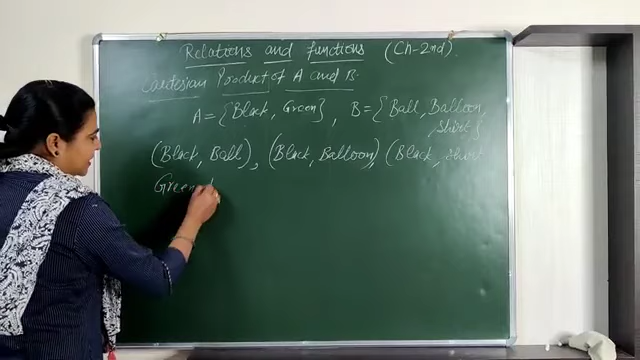 Relations and functions (Ch-2nd).
Cartesian Product of A and B.
A = {Black, Green}, B = {Ball, Balloon,
Shirt}
(Black, Ball), (Black, Balloon), (Black, Shirt
Green